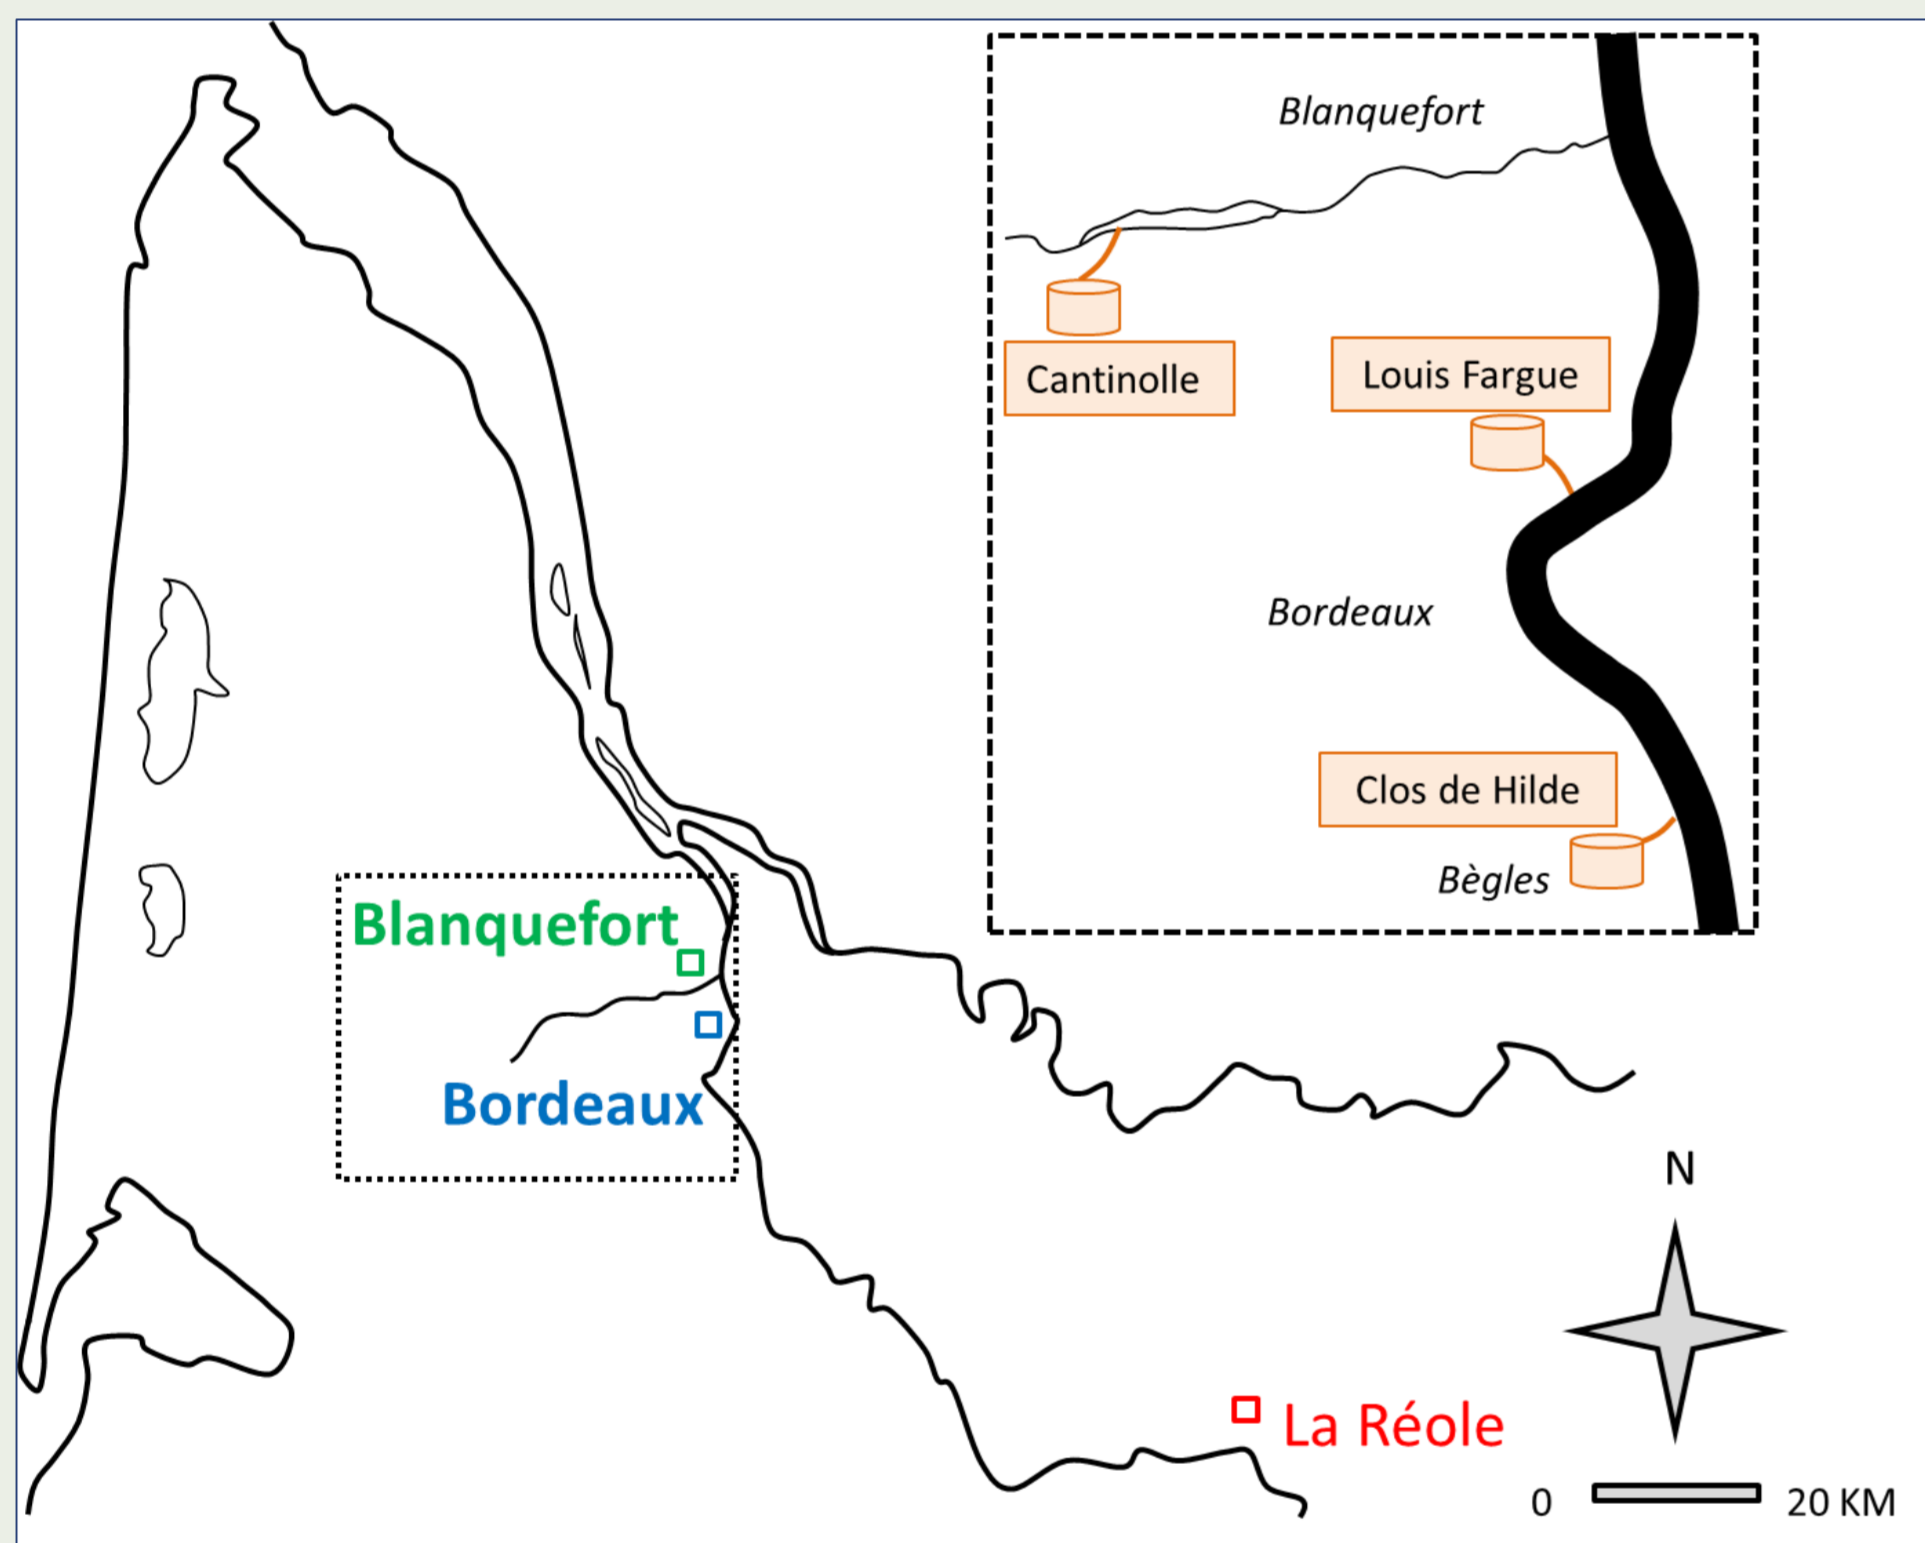 Blanquefort
Cantinolle
Louis Fargue
Bordeaux
Clos de Hilde
Bègles
Blanquefort
Bordeaux
N
La Réole
0
20 KM